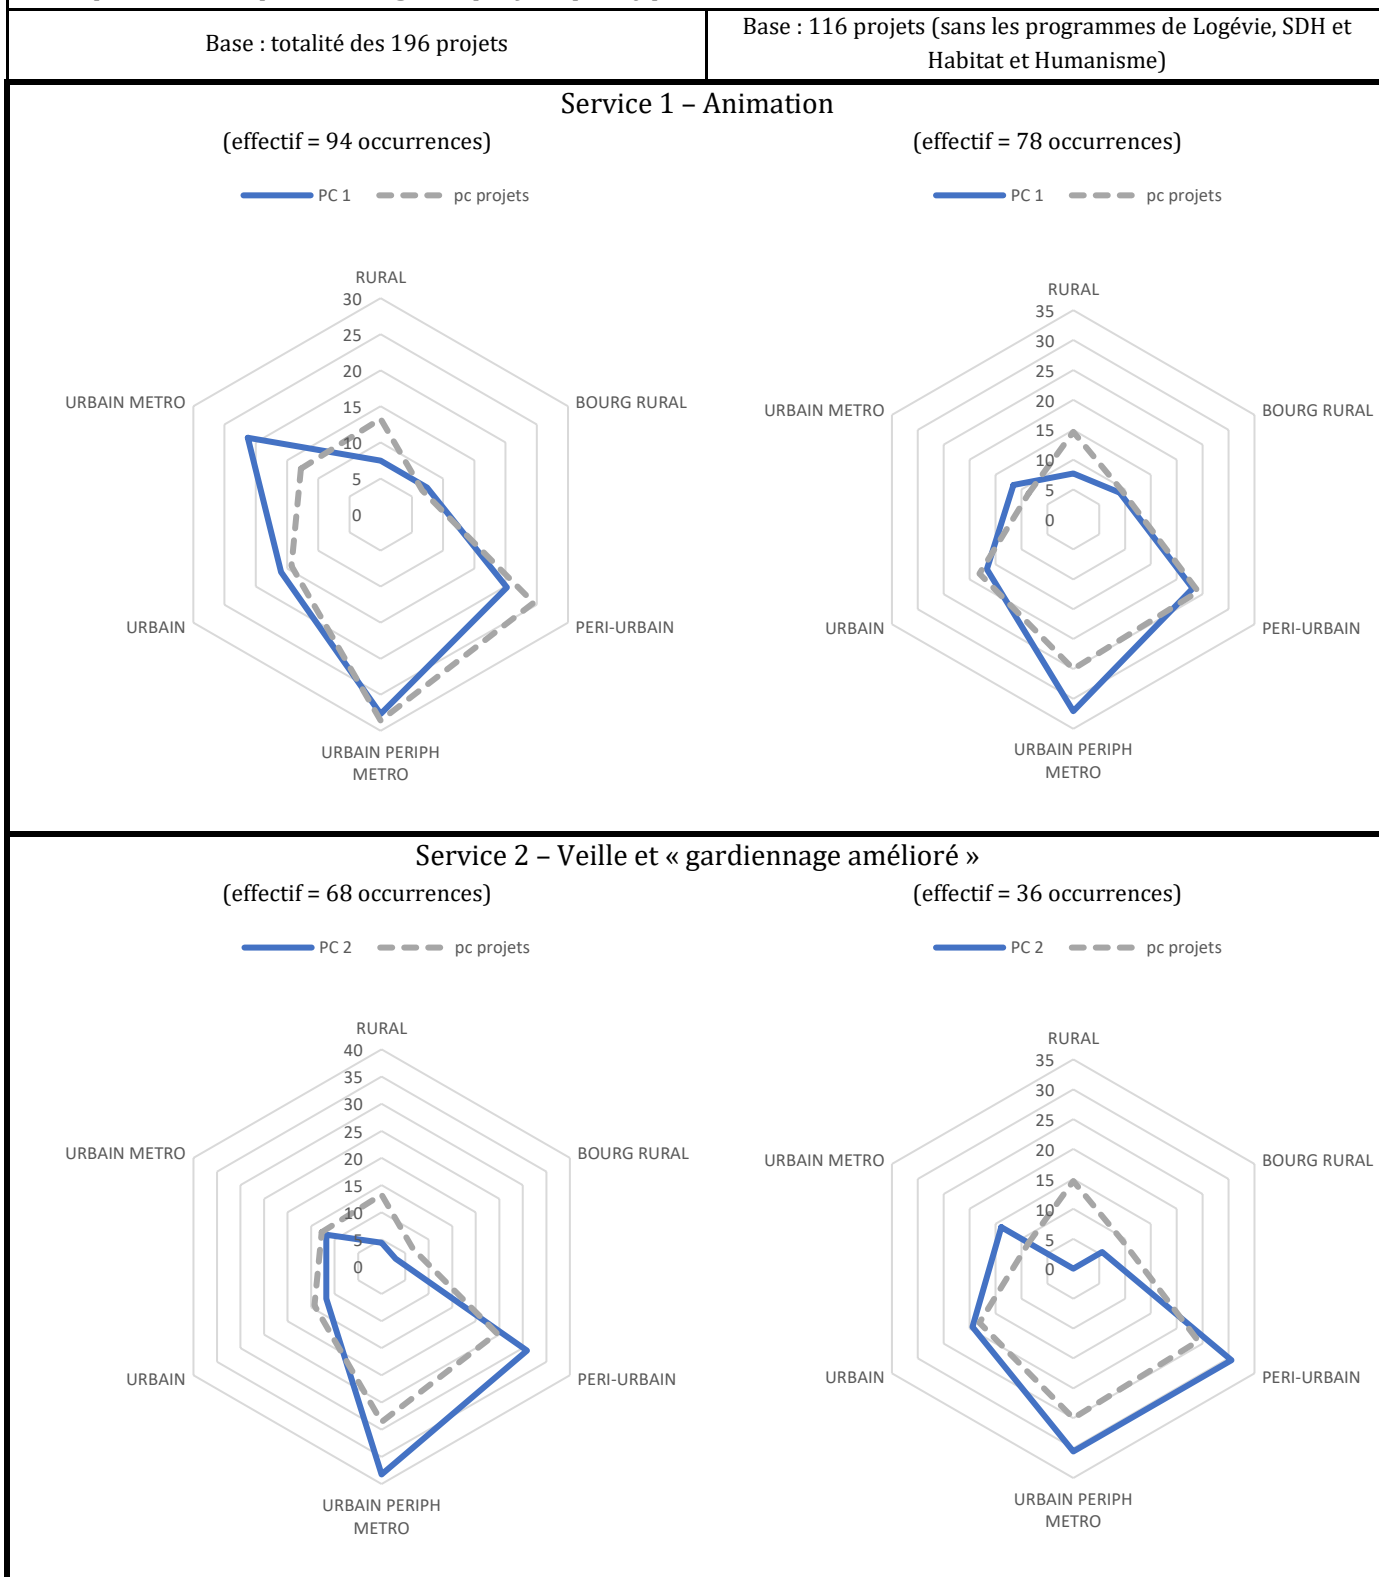 Base : totalité des 196 projets
Base : 116 projets (sans les programmes de Logévie, SDH et
Habitat et Humanisme)
Service 1 – Animation
(effectif = 94 occurrences)
(effectif = 78 occurrences)
PC 1
pc projets
PC 1
pc projets
RURAL
30
25
20
15
10
5
0
BOURG RURAL
PERI-URBAIN
URBAIN PERIPH
METRO
URBAIN
URBAIN METRO
RURAL
35
30
25
20
15
10
5
0
BOURG RURAL
PERI-URBAIN
URBAIN PERIPH
METRO
URBAIN
URBAIN METRO
Service 2 – Veille et « gardiennage amélioré »
(effectif = 68 occurrences)
(effectif = 36 occurrences)
PC 2
pc projets
PC 2
pc projets
RURAL
40
35
30
25
20
15
10
5
0
BOURG RURAL
PERI-URBAIN
URBAIN PERIPH
METRO
URBAIN
URBAIN METRO
RURAL
35
30
25
20
15
10
5
0
BOURG RURAL
PERI-URBAIN
URBAIN PERIPH
METRO
URBAIN
URBAIN METRO